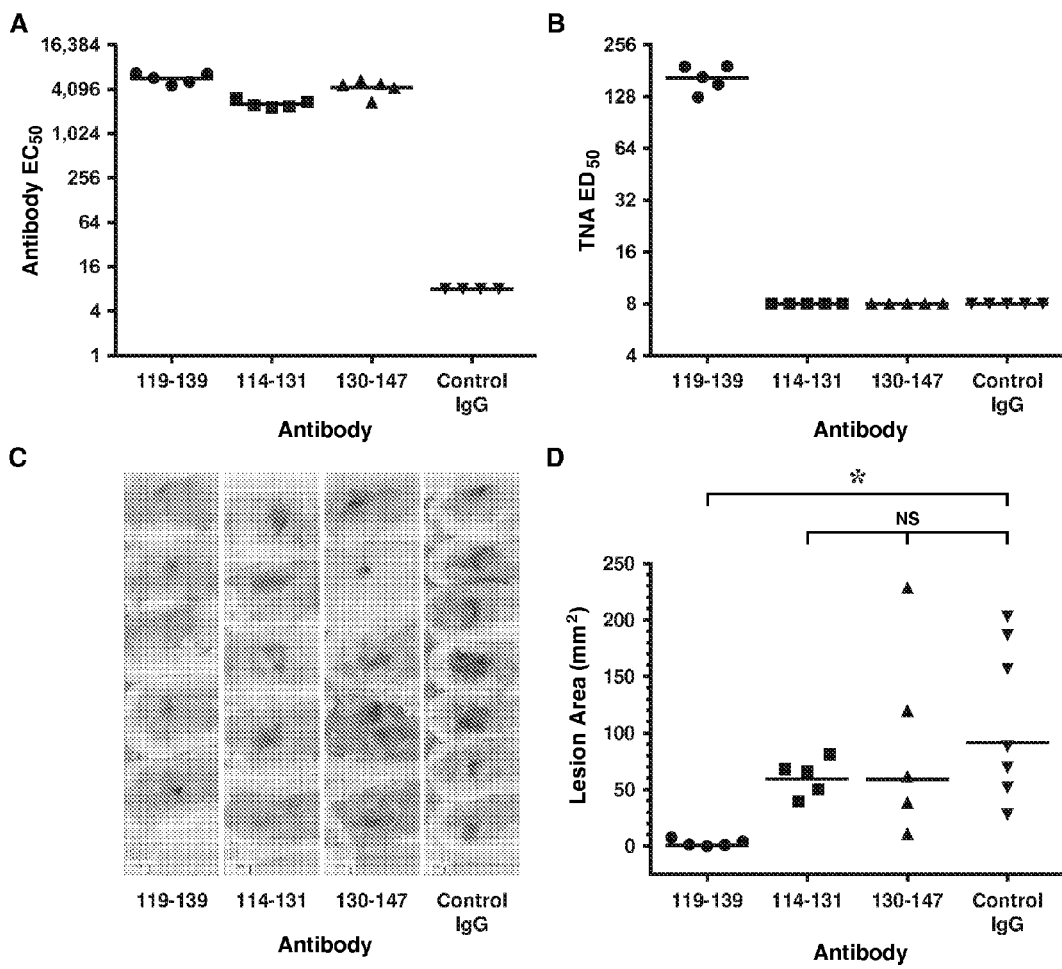 A
16,384
4,096
1,024
256
64
16
4
1
Antibody EC50
119-139 114-131 130-147 Control IgG
Antibody
B
256
128
64
32
16
8
4
TNA ED50
119-139 114-131 130-147 Control IgG
Antibody
C
119-139 114-131 130-147 Control IgG
Antibody
D
*
NS
250
200
150
100
50
0
Lesion Area (mm2)
119-139 114-131 130-147 Control IgG
Antibody